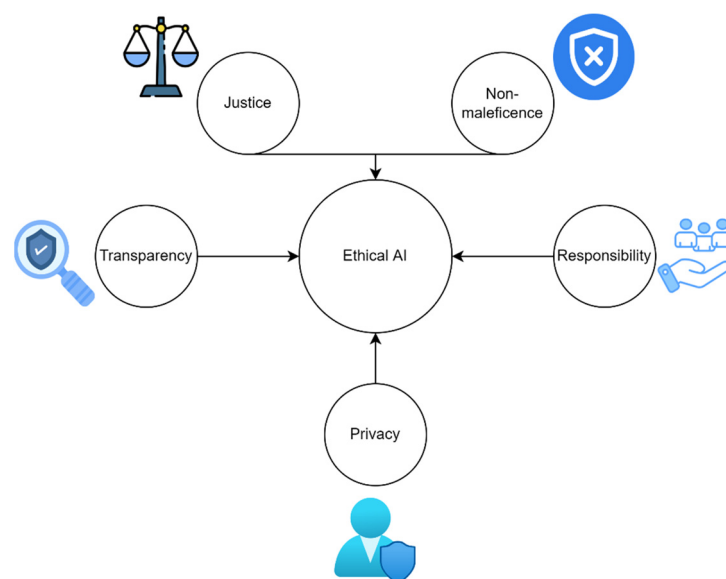 Justice
Non-
maleficence
Transparency
Ethical AI
Responsibility
Privacy